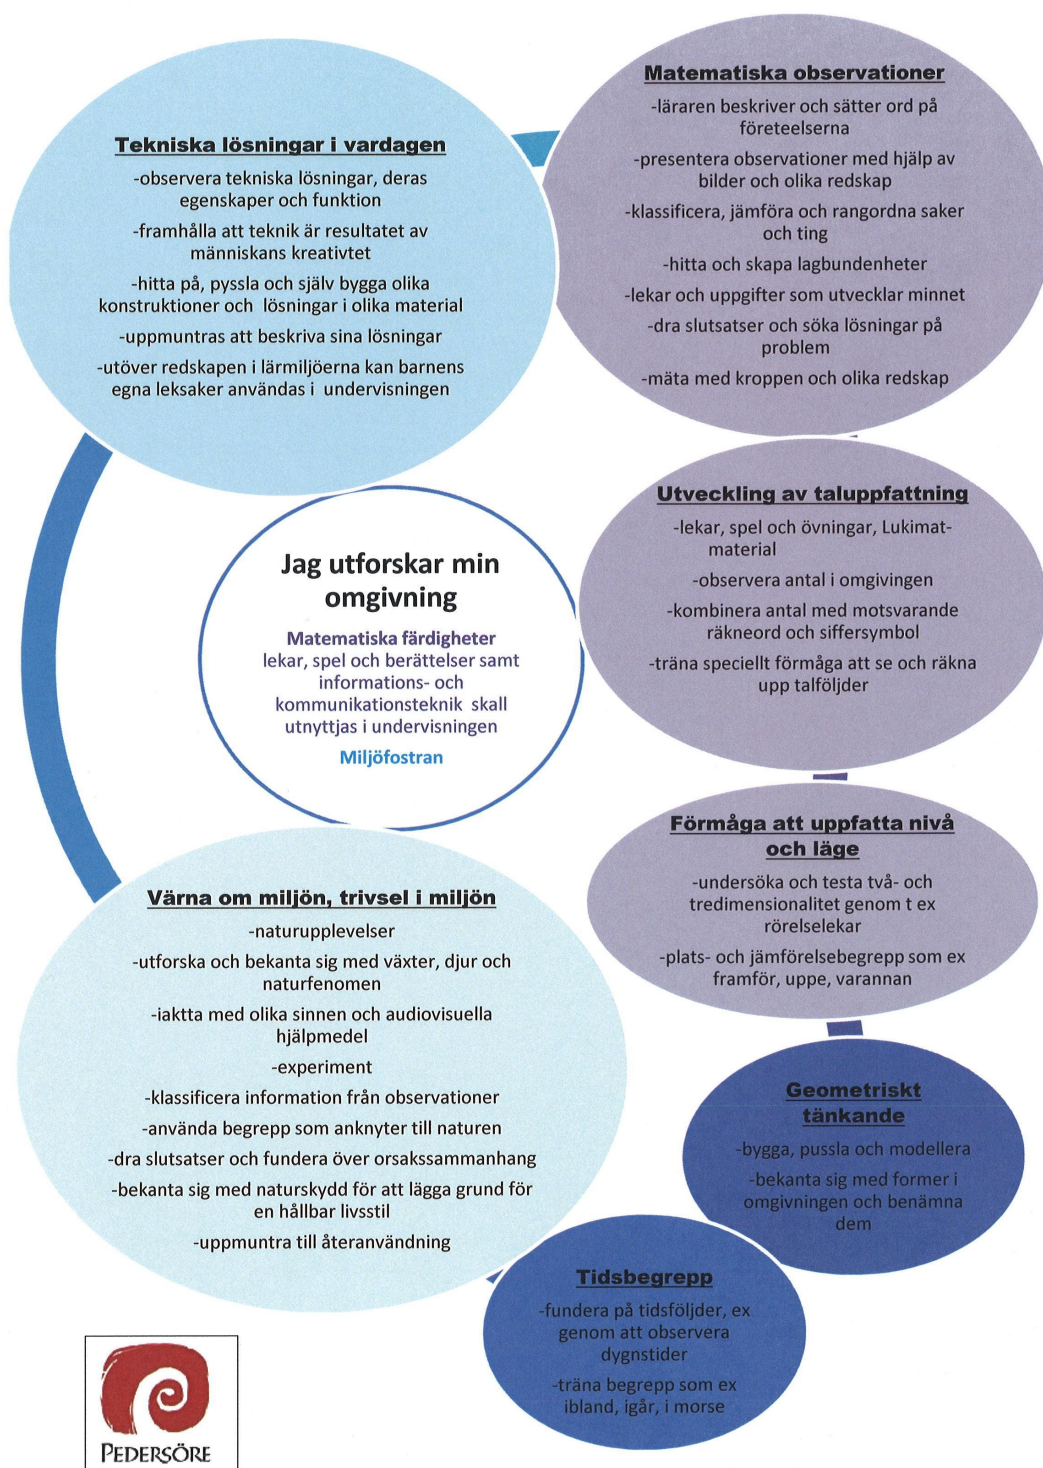 Tekniska lösningar i vardagen
-observera tekniska lösningar, deras
egenskaper och funktion
-framhålla att teknik är resultatet av
människans kreativtet
-hitta på, pyssla och själv bygga olika
konstruktioner och lösningar i olika material
-uppmuntras att beskriva sina lösningar
-utöver redskapen i lärmiljöerna kan barnens
egna leksaker användas i undervisningen
Matematiska observationer
-läraren beskriver och sätter ord på
företeelserna
-presentera observationer med hjälp av
bilder och olika redskap
-klassificera, jämföra och rangordna saker
och ting
-hitta och skapa lagbundenheter
-lekar och uppgifter som utvecklar minnet
-dra slutsatser och söka lösningar på
problem
-mäta med kroppen och olika redskap
Utveckling av taluppfattning
-lekar, spel och övningar, Lukimat-
material
-observera antal i omgivingen
-kombinera antal med motsvarande
räkneord och siffersymbol
-träna speciellt förmåga att se och räkna
upp talföljder
Jag utforskar min
omgivning
Matematiska färdigheter
lekar, spel och berättelser samt
informations- och
kommunikationsteknik skall
utnyttjas i undervisningen
Miljöfostran
Förmåga att uppfatta nivå
och läge
-undersöka och testa två- och
tredimensionalitet genom t ex
rörelselekar
-plats- och jämförelsebegrepp som ex
framför, uppe, varannan
Värna om miljön, trivsel i miljön
-naturupplevelser
-utforska och bekanta sig med växter, djur och
naturfenomen
-iaktta med olika sinnen och audiovisuella
hjälpmedel
-experiment
-klassificera information från observationer
-använda begrepp som anknyter till naturen
-dra slutsatser och fundera över orsakssammanhang
-bekanta sig med naturskydd för att lägga grund för
en hållbar livsstil
-uppmuntra till återanvändning
Geometriskt
tänkande
-bygga, pussla och modellera
-bekanta sig med former i
omgivningen och benämna
dem
Tidsbegrepp
-fundera på tidsföljder, ex
genom att observera
dygnstider
-träna begrepp som ex
ibland, igår, i morse
PEDERSÖRE